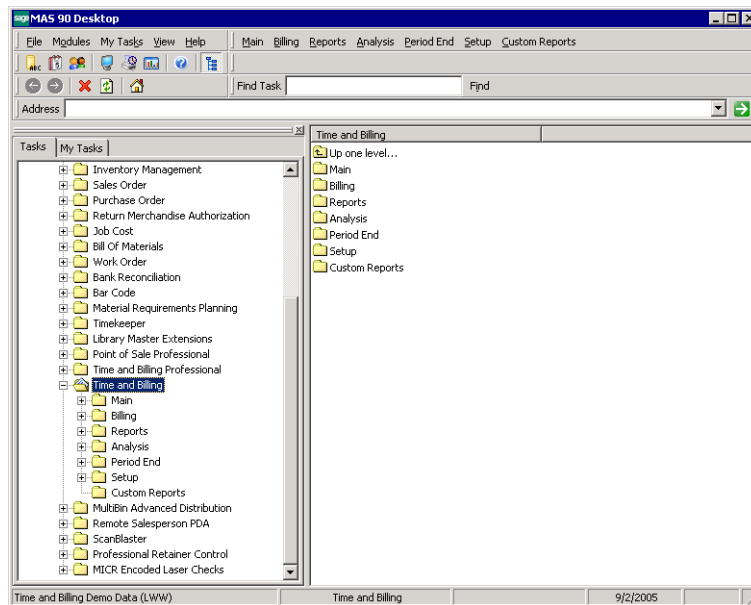 sage MAS 90 Desktop
File Modules My Tasks View Help Main Billing Reports Analysis Period End Setup Custom Reports
ABC
Find Task Find
Address
Tasks My Tasks
Inventory Management
Sales Order
Purchase Order
Return Merchandise Authorization
Job Cost
Bill Of Materials
Work Order
Bank Reconciliation
Bar Code
Material Requirements Planning
Timekeeper
Library Master Extensions
Point of Sale Professional
Time and Billing Professional
Time and Billing
Main
Billing
Reports
Analysis
Period End
Setup
Custom Reports
MultiBin Advanced Distribution
Remote Salesperson PDA
ScanBlaster
Professional Retainer Control
MICR Encoded Laser Checks
Time and Billing
Up one level...
Main
Billing
Reports
Analysis
Period End
Setup
Custom Reports
Time and Billing Demo Data (LWW) Time and Billing 9/2/2005